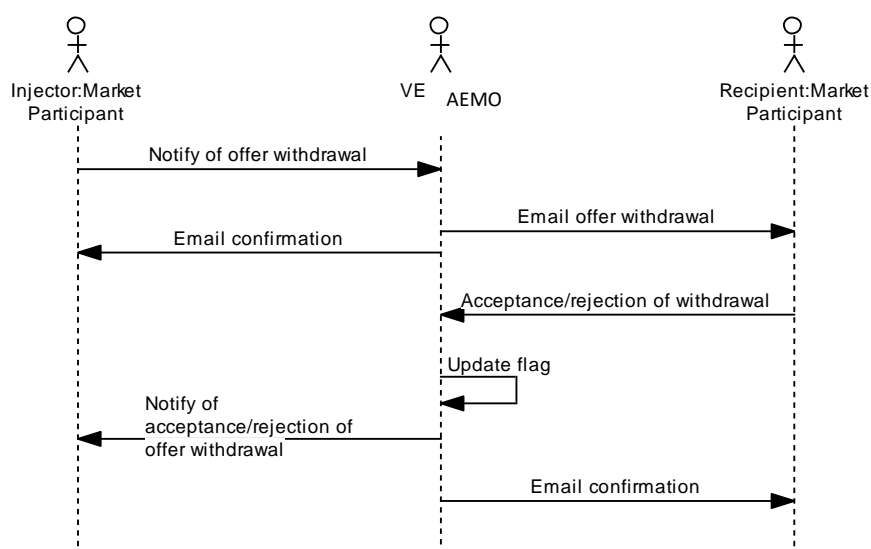 Injector:Market
Participant
VE AEMO
Recipient:Market
Participant
Notify of offer withdrawal
Email offer withdrawal
Email confirmation
Acceptance/rejection of withdrawal
Update flag
Notify of
acceptance/rejection of
offer withdrawal
Email confirmation